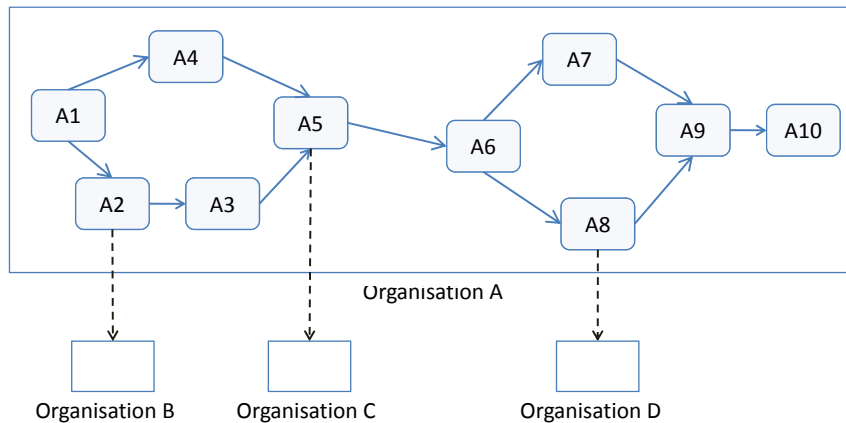 A4
A7
A1
A5
A9
A10
A6
A2
A3
A8
Organisation A
Organisation B
Organisation C
Organisation D